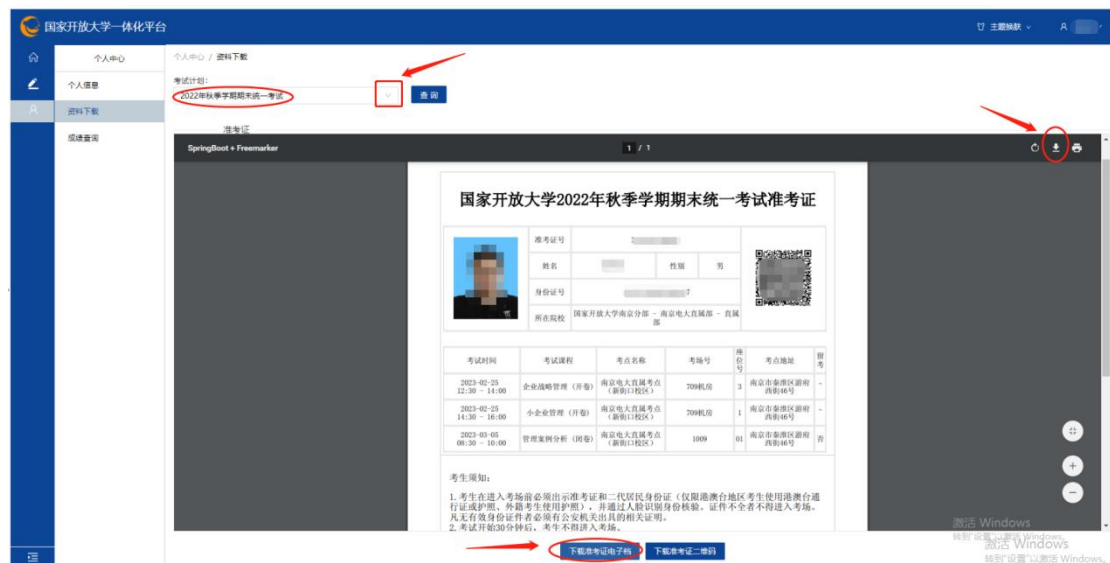 国家开放大学一体化平台
主题换肤
个人中心
个人信息
资料下载
成绩查询
个人中心 / 资料下载
考试计划：
2022年秋季学期期末统一考试
查 询
准考证
SpringBoot + Freemarker
1 / 1
国家开放大学2022年秋季学期期末统一考试准考证
准考证号
姓名
性别 男
身份证号
所在院校 国家开放大学南京分部 - 南京电大直属部 - 直属
部
考试时间 考试课程 考点名称 考场号 座位号 考点地址 留考
2023-02-25
12:30 - 14:00 企业战略管理（开卷） 南京电大直属考点
（新街口校区） 709机房 3 南京市秦淮区游府
西街46号 -
2023-02-25
14:30 - 16:00 小企业管理（开卷） 南京电大直属考点
（新街口校区） 709机房 1 南京市秦淮区游府
西街46号 -
2023-03-05
08:30 - 10:00 管理案例分析（闭卷） 南京电大直属考点
（新街口校区） 1009 01 南京市秦淮区游府
西街46号 否
考生须知：
1. 考生在进入考场前必须出示准考证和二代居民身份证（仅限港澳台地区考生使用港澳台通
行证或护照、外籍考生使用护照），并通过人脸识别身份核验。证件不全者不得进入考场。
凡无有效身份证件者必须有公安机关出具的相关证明。
2. 考试开始30分钟后，考生不得进入考场。
下载准考证电子档
下载准考证二维码
激活 Windows
转到"设置"以激活 Windows。
激活 Windows
转到"设置"以激活 Windows。